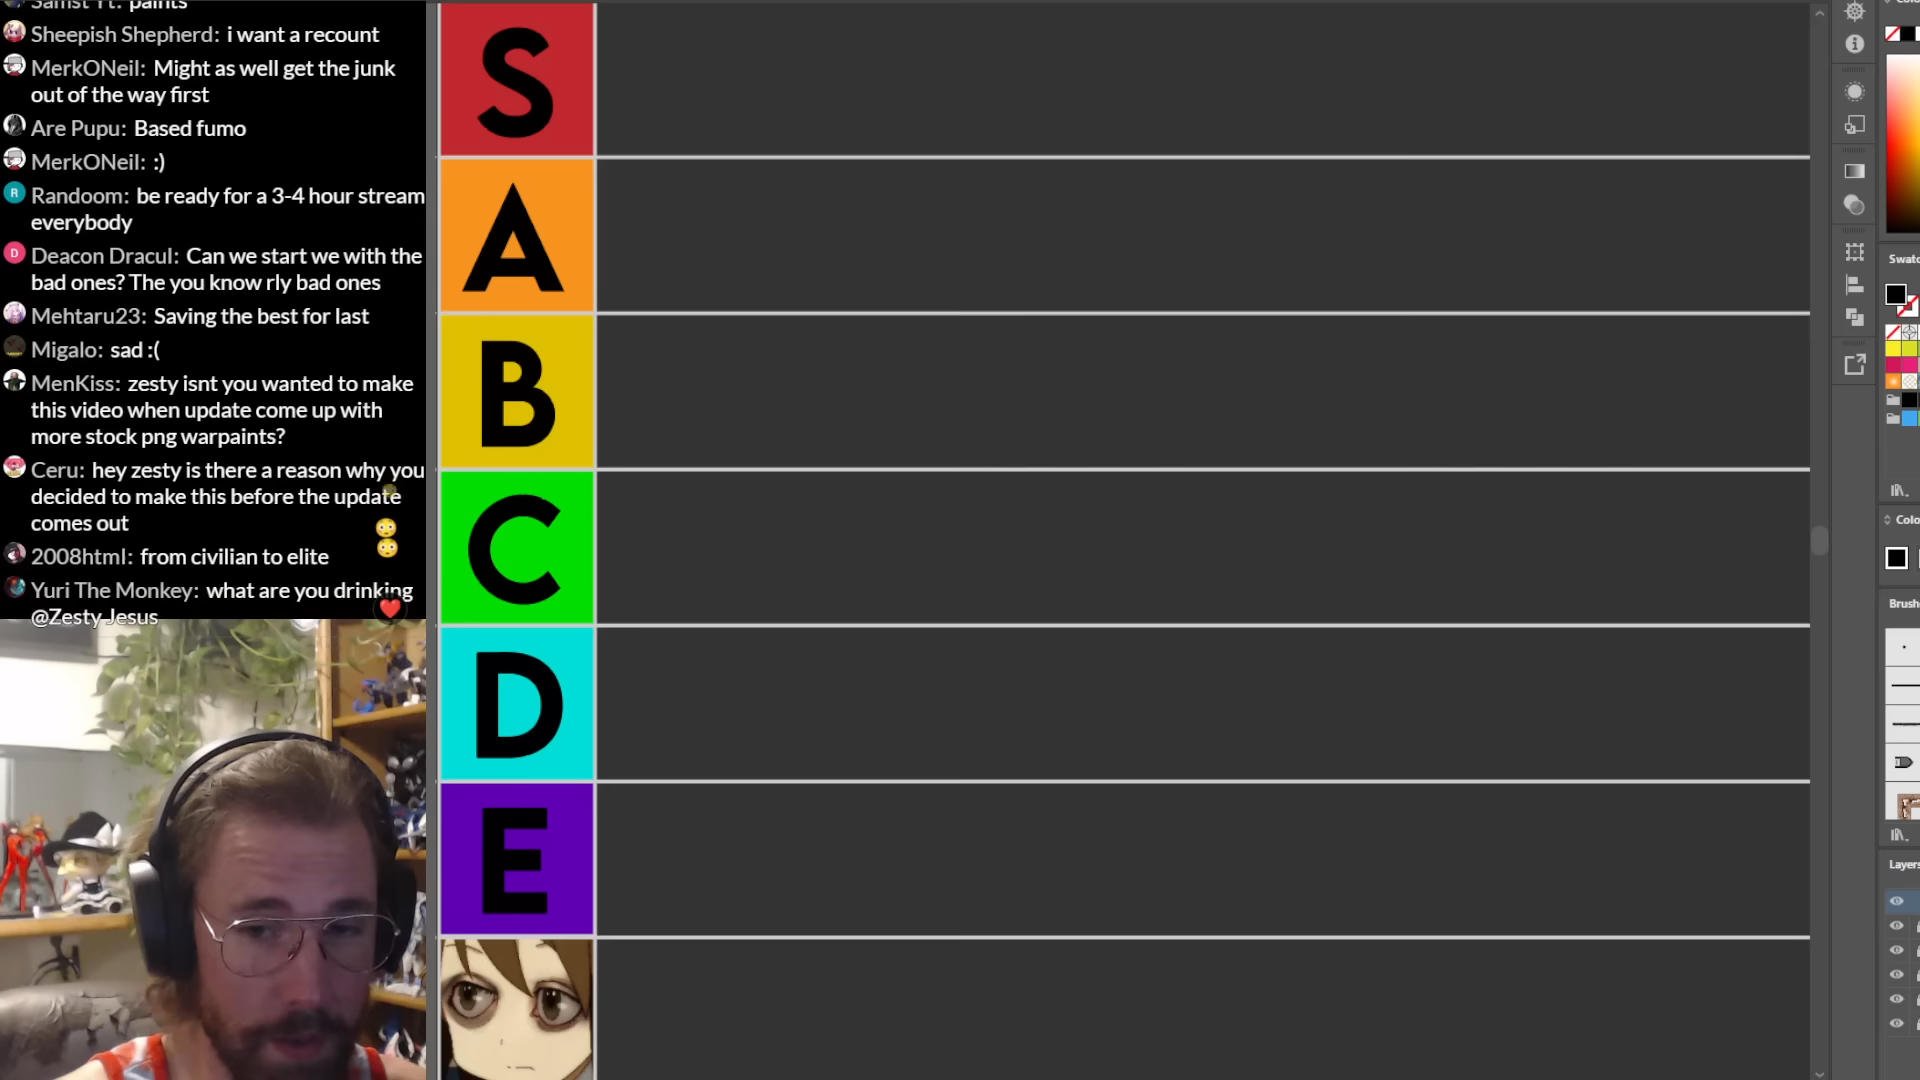 Samst Yt: paints
Sheepish Shepherd: i want a recount
MerkONeil: Might as well get the junk
out of the way first
Are Pupu: Based fumo
MerkONeil: :)
R Randoom: be ready for a 3-4 hour stream
everybody
D Deacon Dracul: Can we start we with the
bad ones? The you know rly bad ones
Mehtaru23: Saving the best for last
Migalo: sad :(
MenKiss: zesty isnt you wanted to make
this video when update come up with
more stock png warpaints?
Ceru: hey zesty is there a reason why you
decided to make this before the update
comes out
2008html: from civilian to elite
Yuri The Monkey: what are you drinking
@Zesty Jesus
S
A
B
C
D
E
Swatc
Colo
Brush
Layers